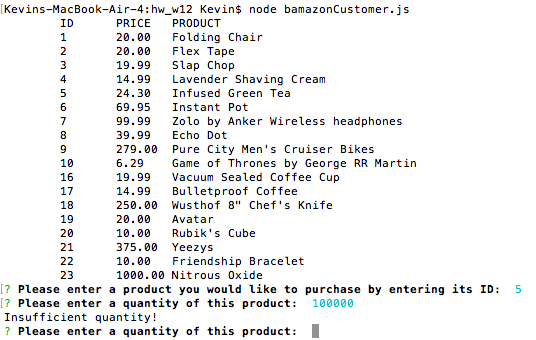 [Kevins-MacBook-Air-4:hw_w12 Kevin$ node bamazonCustomer.js
ID PRICE PRODUCT
1 20.00 Folding Chair
2 20.00 Flex Tape
3 19.99 Slap Chop
4 14.99 Lavender Shaving Cream
5 24.30 Infused Green Tea
6 69.95 Instant Pot
7 99.99 Zolo by Anker Wireless headphones
8 39.99 Echo Dot
9 279.00 Pure City Men's Cruiser Bikes
10 6.29 Game of Thrones by George RR Martin
16 19.99 Vacuum Sealed Coffee Cup
17 14.99 Bulletproof Coffee
18 250.00 Wusthof 8" Chef's Knife
19 20.00 Avatar
20 10.00 Rubik's Cube
21 375.00 Yeezys
22 10.00 Friendship Bracelet
23 1000.00 Nitrous Oxide
[? Please enter a product you would like to purchase by entering its ID: 5
[? Please enter a quantity of this product: 100000
Insufficient quantity!
? Please enter a quantity of this product: